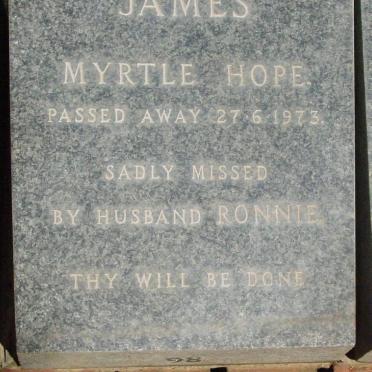 JAMES
MYRTLE HOPE.
PASSED AWAY 27·6·1973.
SADLY MISSED
BY HUSBAND RONNIE.
THY WILL BE DONE